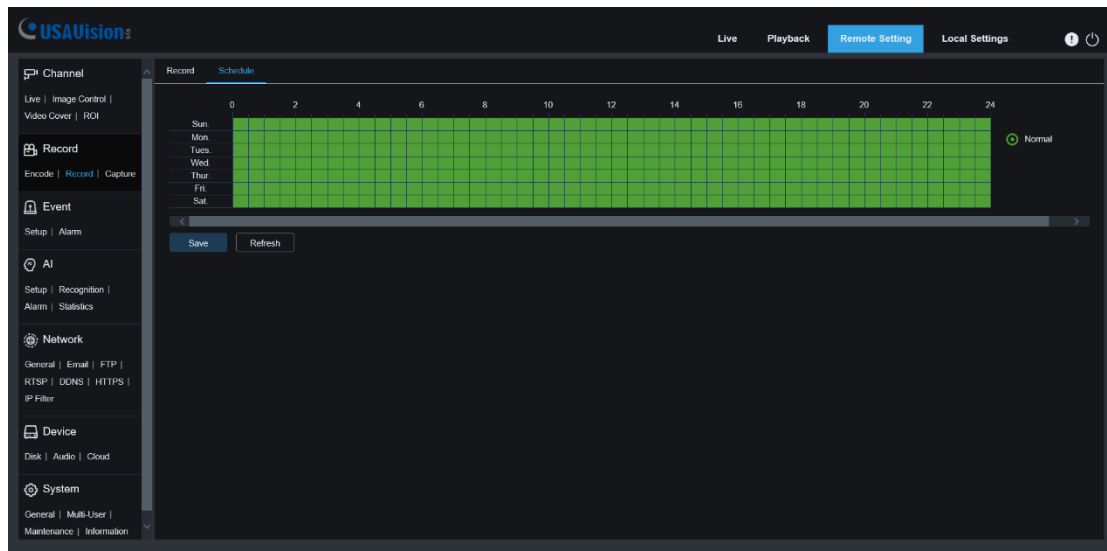 USAVision
Live Playback Remote Setting Local Settings
Channel
Live | Image Control |
Video Cover | ROI
Record
Encode | Record | Capture
Event
Setup | Alarm
AI
Setup | Recognition |
Alarm | Statistics
Network
General | Email | FTP |
RTSP | DDNS | HTTPS |
IP Filter
Device
Disk | Audio | Cloud
System
General | Multi-User |
Maintenance | Information
Record Schedule
0 2 4 6 8 10 12 14 16 18 20 22 24
Sun.
Mon.
Tues.
Wed.
Thur.
Fri.
Sat.
Normal
Save Refresh